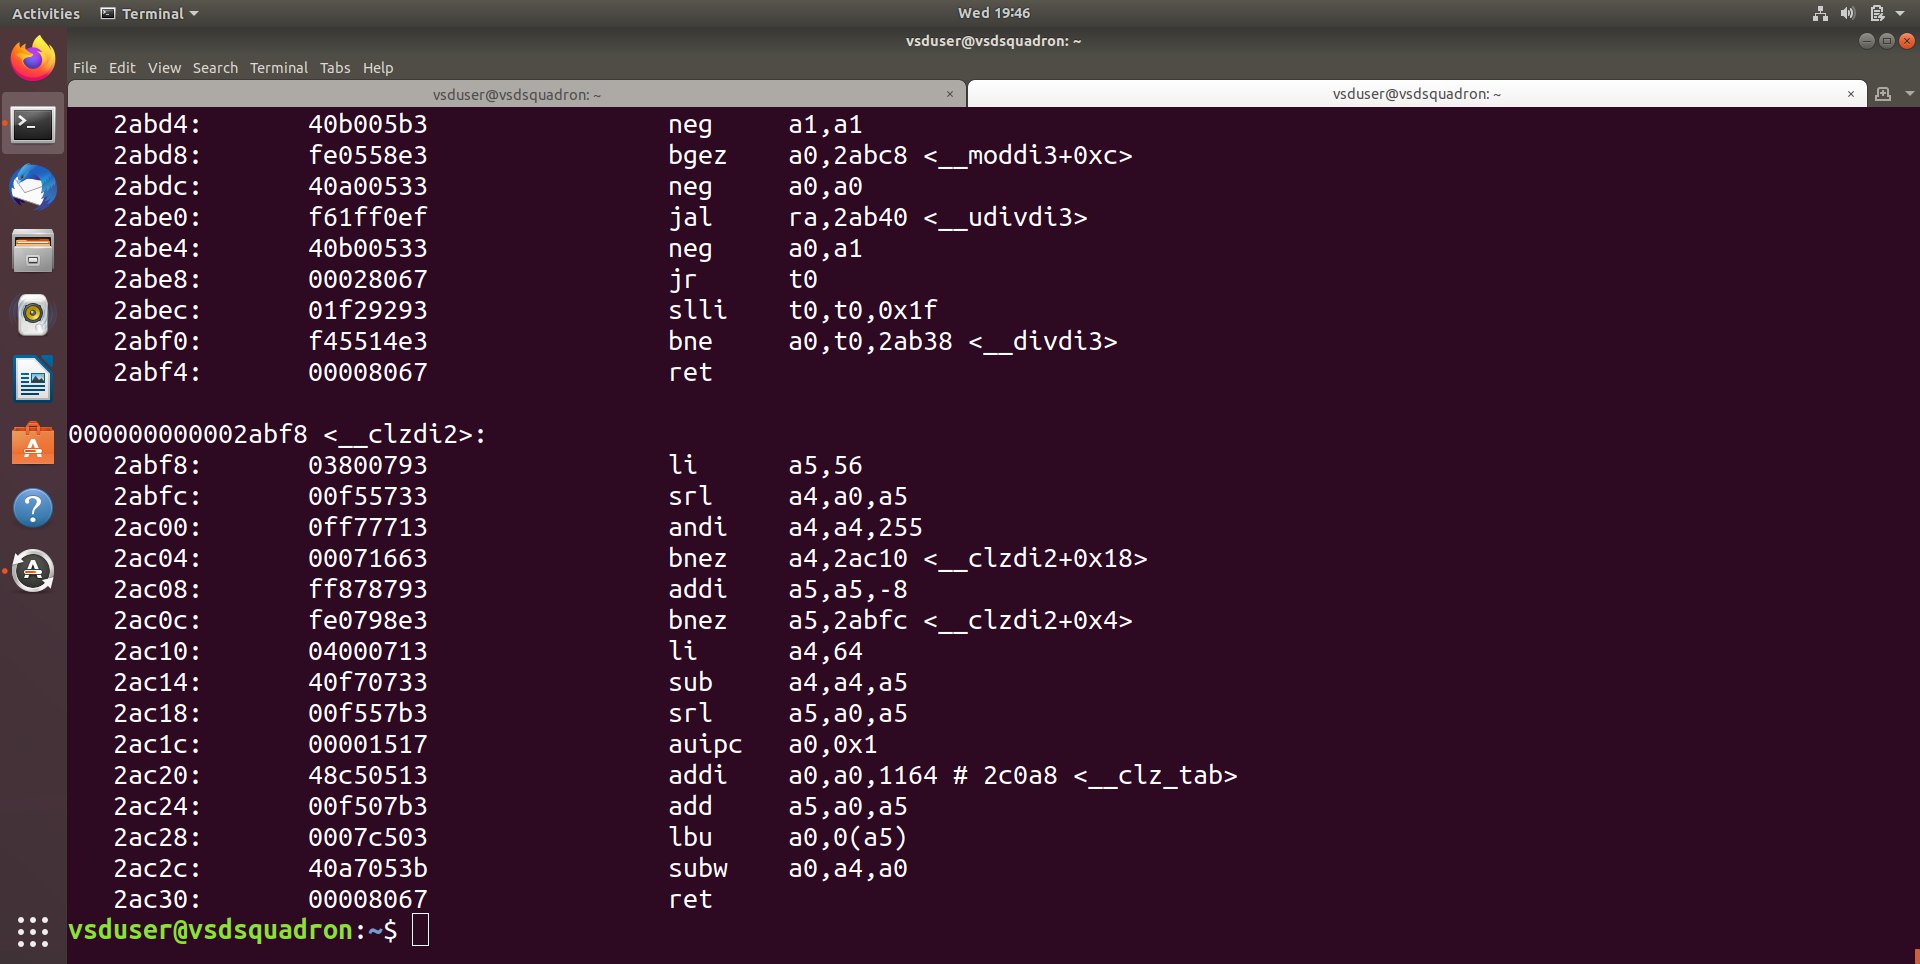 Activities Terminal Wed 19:46
vsduser@vsdsquadron: ~
File Edit View Search Terminal Tabs Help
vsduser@vsdsquadron: ~ × vsduser@vsdsquadron: ~ ×
2abd4: 40b005b3 neg a1,a1
2abd8: fe0558e3 bgez a0,2abc8 <__moddi3+0xc>
2abdc: 40a00533 neg a0,a0
2abe0: f61ff0ef jal ra,2ab40 <__udivdi3>
2abe4: 40b00533 neg a0,a1
2abe8: 00028067 jr t0
2abec: 01f29293 slli t0,t0,0x1f
2abf0: f45514e3 bne a0,t0,2ab38 <__divdi3>
2abf4: 00008067 ret
000000000002abf8 <__clzdi2>:
2abf8: 03800793 li a5,56
2abfc: 00f55733 srl a4,a0,a5
2ac00: 0ff77713 andi a4,a4,255
2ac04: 00071663 bnez a4,2ac10 <__clzdi2+0x18>
2ac08: ff878793 addi a5,a5,-8
2ac0c: fe0798e3 bnez a5,2abfc <__clzdi2+0x4>
2ac10: 04000713 li a4,64
2ac14: 40f70733 sub a4,a4,a5
2ac18: 00f557b3 srl a5,a0,a5
2ac1c: 00001517 auipc a0,0x1
2ac20: 48c50513 addi a0,a0,1164 # 2c0a8 <__clz_tab>
2ac24: 00f507b3 add a5,a0,a5
2ac28: 0007c503 lbu a0,0(a5)
2ac2c: 40a7053b subw a0,a4,a0
2ac30: 00008067 ret
vsduser@vsdsquadron:~$